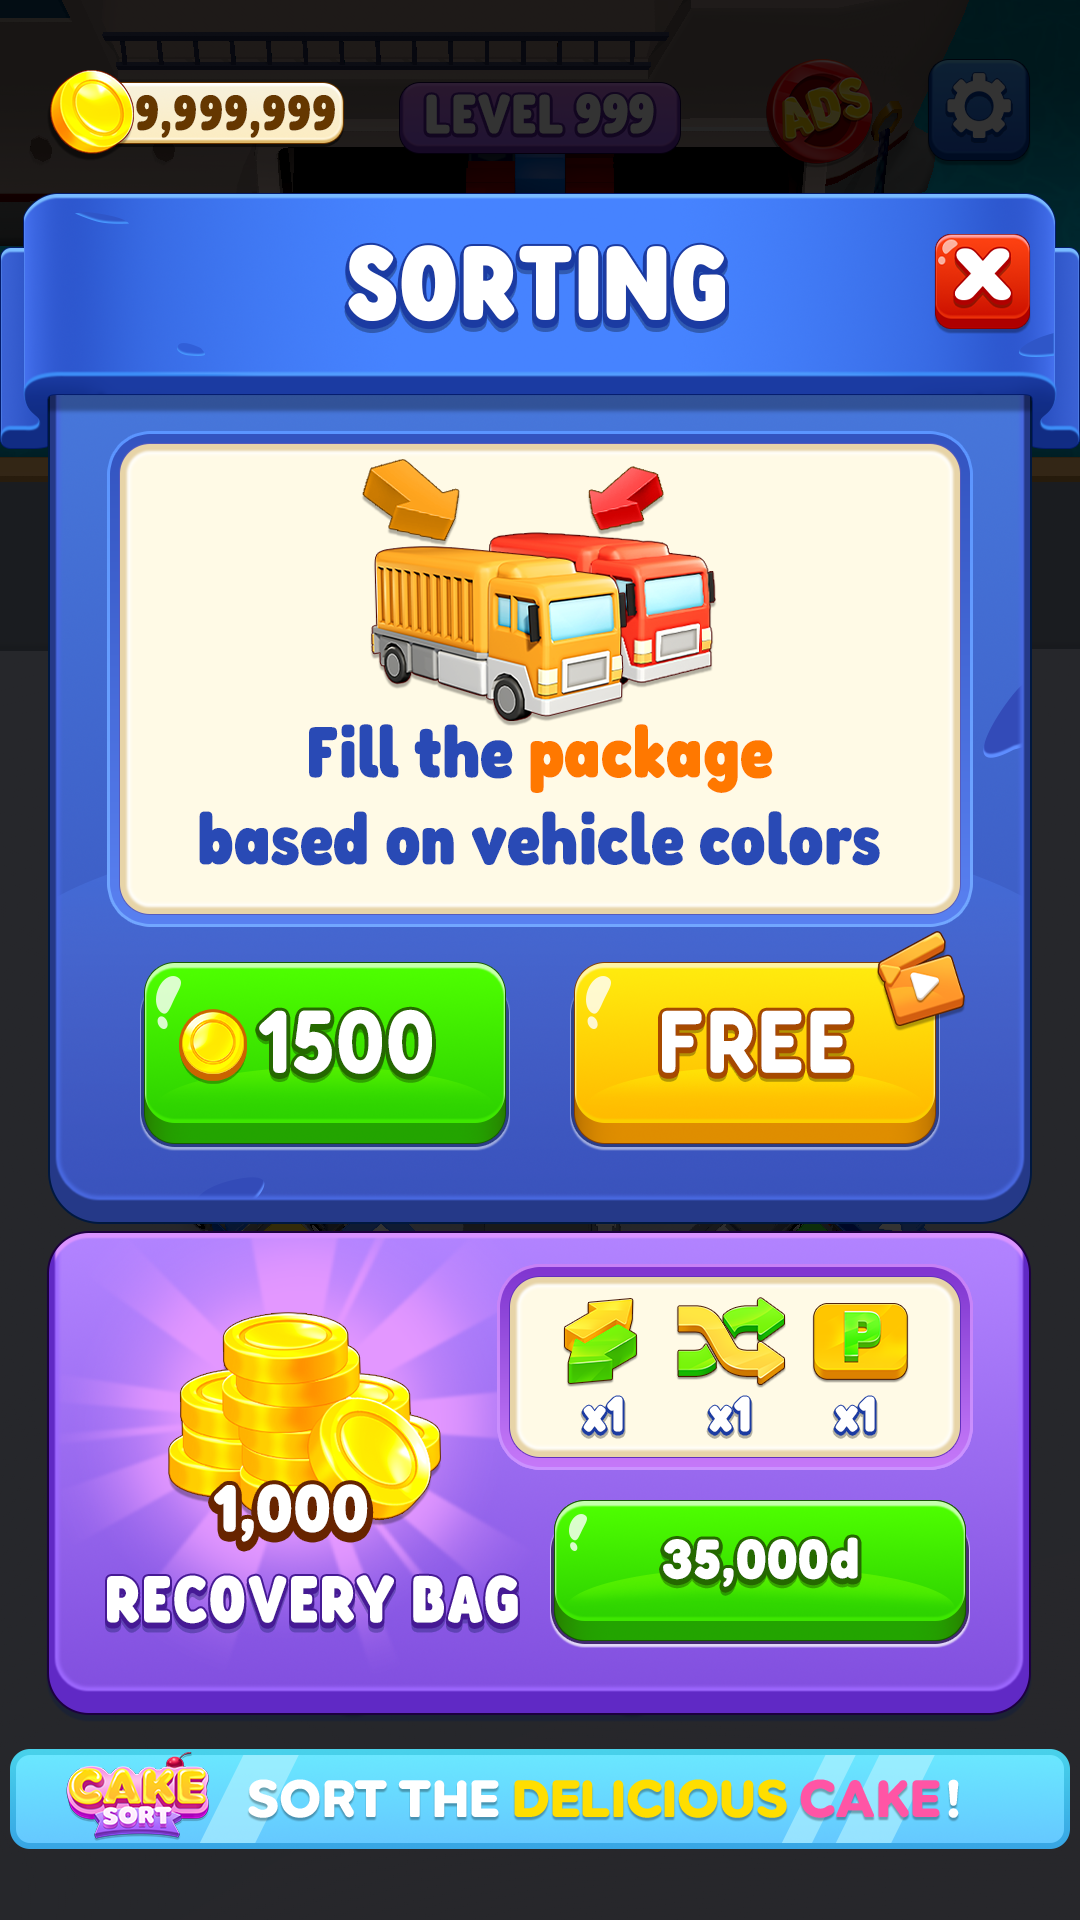 9,999,999
LEVEL 999
ADS
SORTING
Fill the package
based on vehicle colors
1500
FREE
P
x1
x1
x1
1,000
RECOVERY BAG
35,000d
CAKE
SORT
SORT THE DELICIOUS CAKE!